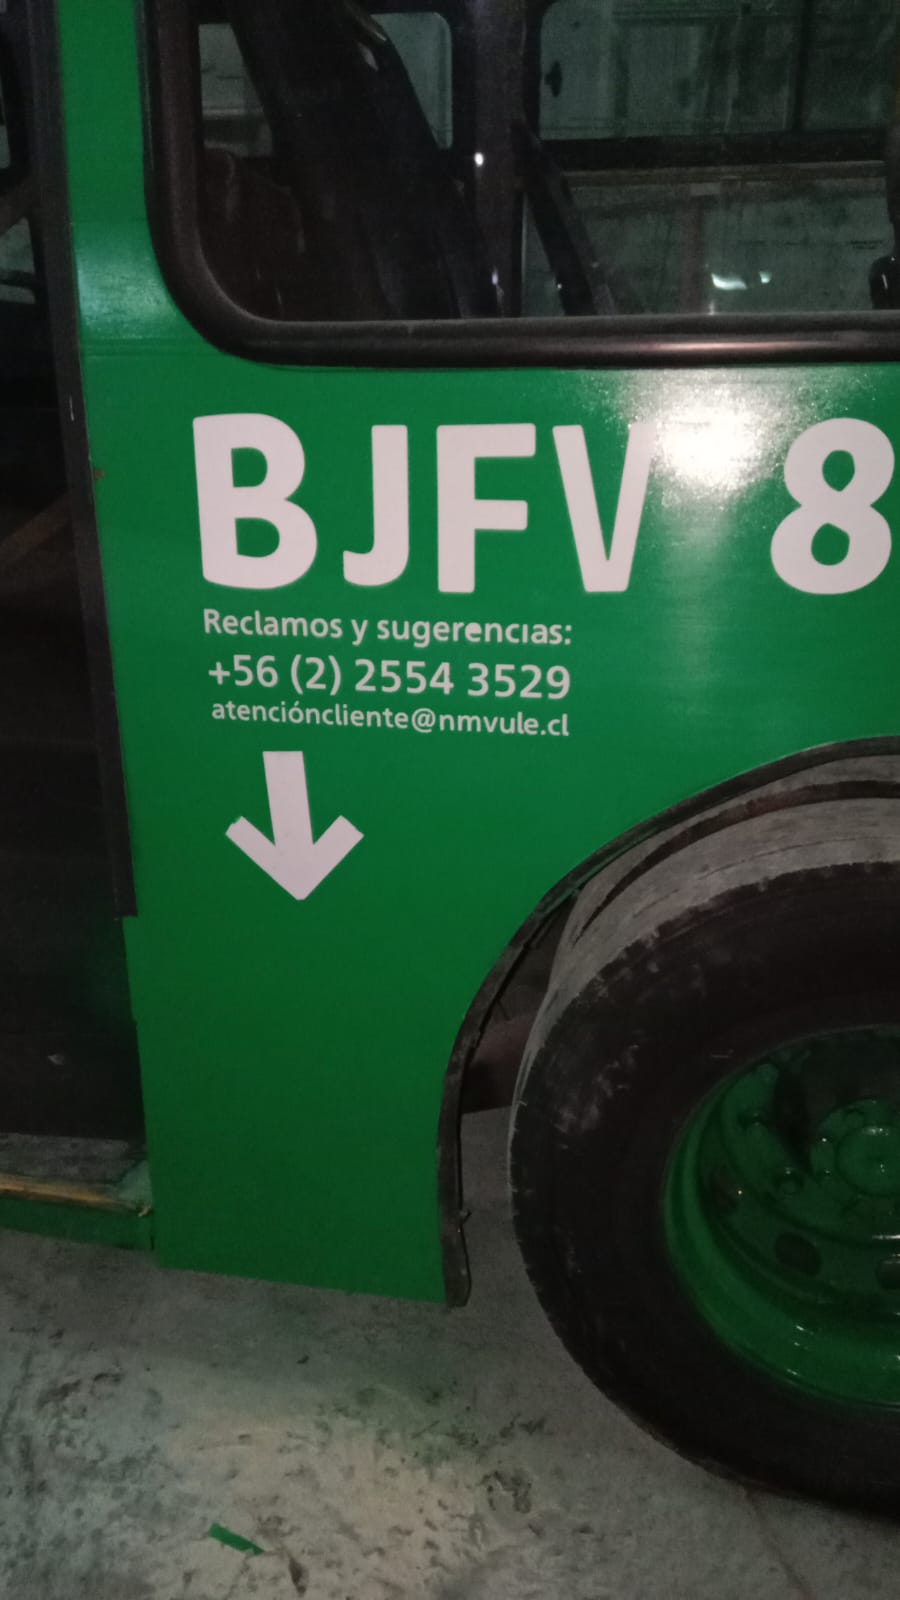 BJFV 8
Reclamos y sugerencias:
+56 (2) 2554 3529
atencióncliente@nmvule.cl